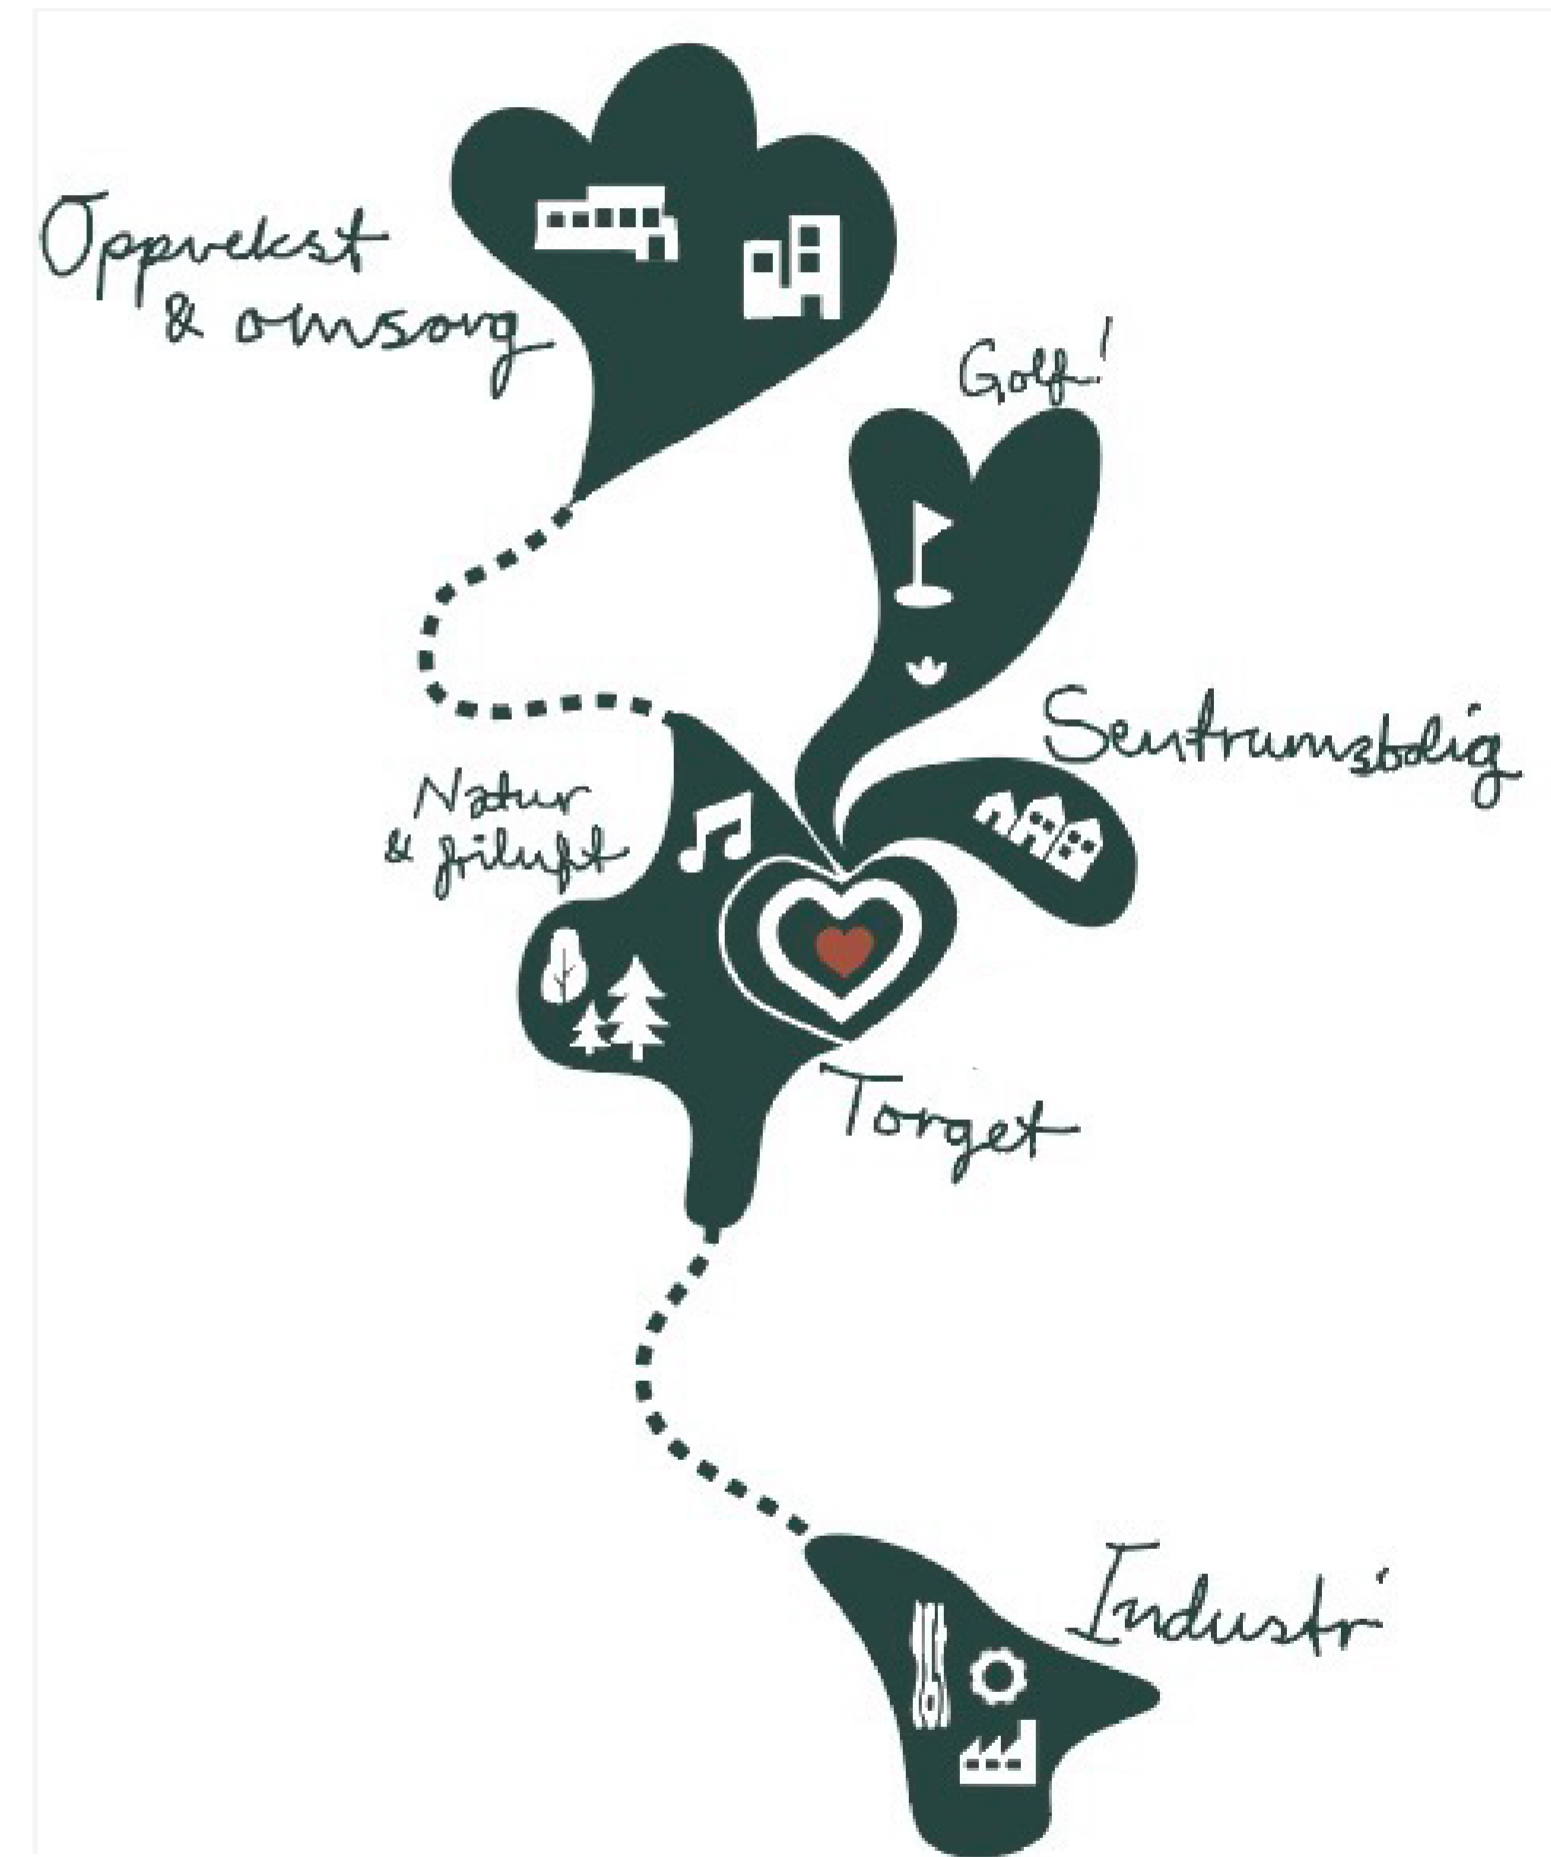 Oppvekst
& omsorg
Golf!
Sentrumsbolig
Natur
& friluft
Torget
Industri